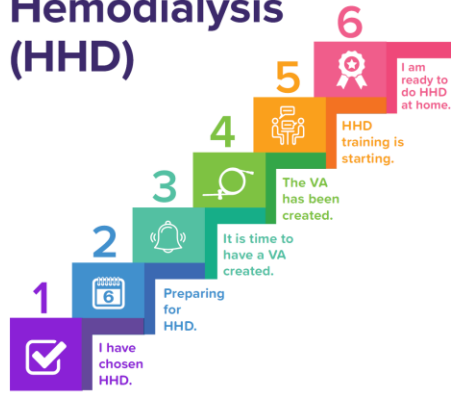 Hemodialysis
(HHD)
1
I have
chosen
HHD.
2
6
Preparing
for
HHD.
3
It is time to
have a VA
created.
4
The VA
has been
created.
5
HHD
training is
starting.
6
I am
ready to
do HHD
at home.